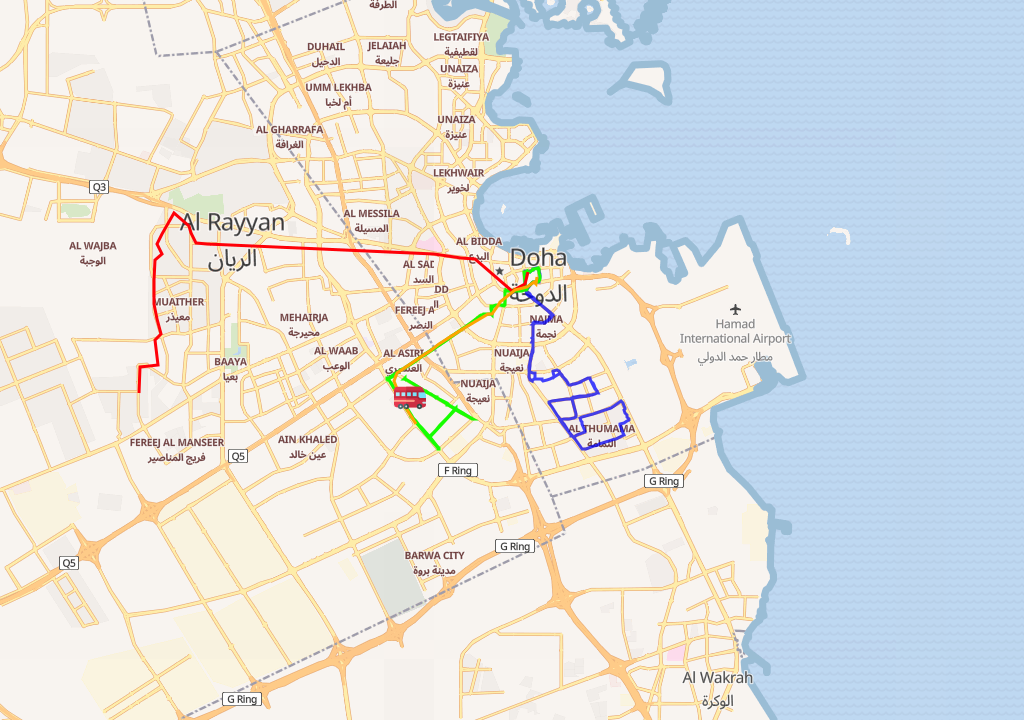 الطرفة
DUHAIL
الدحيل
JELAIAH
جليعة
LEGTAIFIYA
لقطيفية
UNAIZA
عنيزة
UMM LEKHBA
أم لخبا
AL GHARRAFA
الغرافة
UNAIZA
عنيزة
LEKHWAIR
لخوير
Q3
AL MESSILA
المسيلة
Al Rayyan
الريان
AL WAJBA
الوجبة
AL BIDDA
البدع
Doha
الدوحة
AL SAD
السد
DD
MUAITHER
معيذر
MEHAIRJA
محيرجة
FEREEJ A
النصر
NAJMA
نجمة
Hamad
International Airport
مطار حمد الدولي
BAAYA
بعيا
AL WAAB
الوعب
AL ASIRI
العسيري
NUAIJA
نعيجة
NUAIJA
نعيجة
AL THUMAMA
الثمامة
FEREEJ AL MANSEER
فريج المناصير
Q5
AIN KHALED
عين خالد
F Ring
G Ring
G Ring
BARWA CITY
مدينة بروة
Q5
Al Wakrah
الوكرة
G Ring